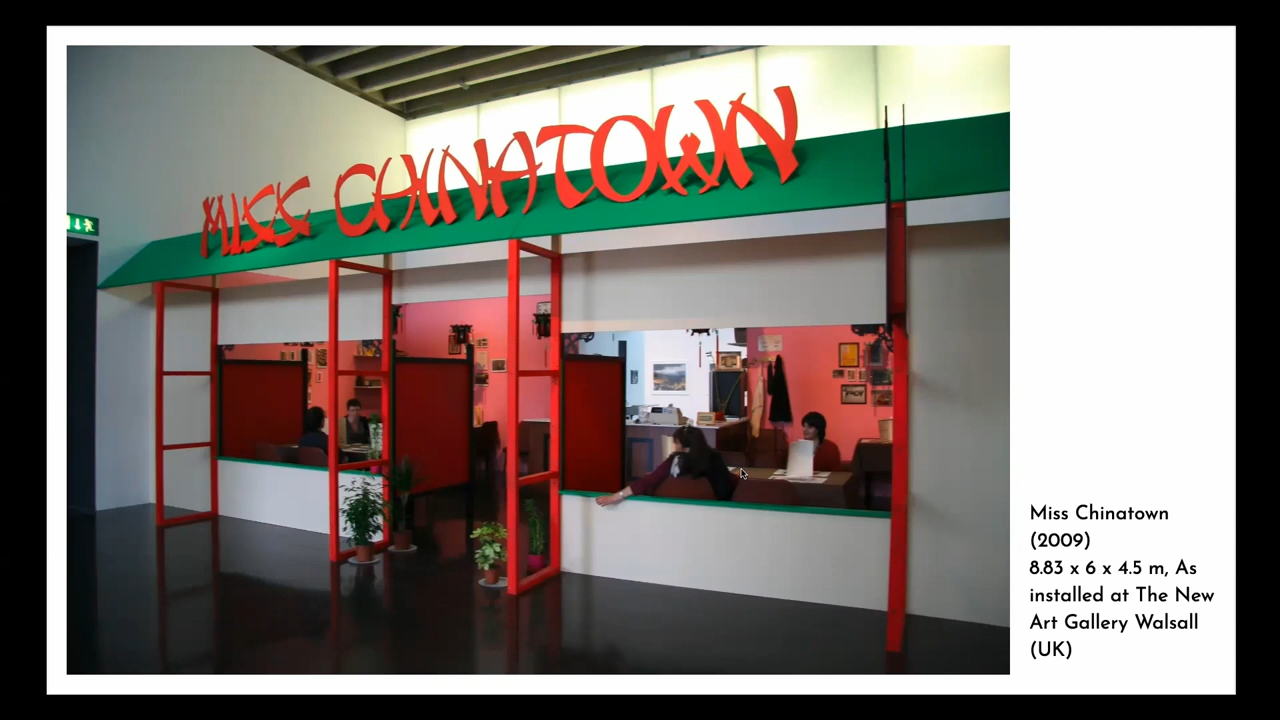 MISS CHINATOWN
Miss Chinatown
(2009)
8.83 x 6 x 4.5 m, As
installed at The New
Art Gallery Walsall
(UK)